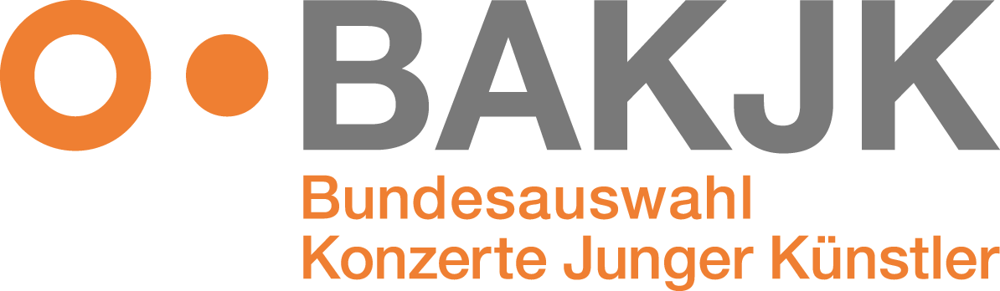 BAKJK
Bundesauswahl
Konzerte Junger Künstler